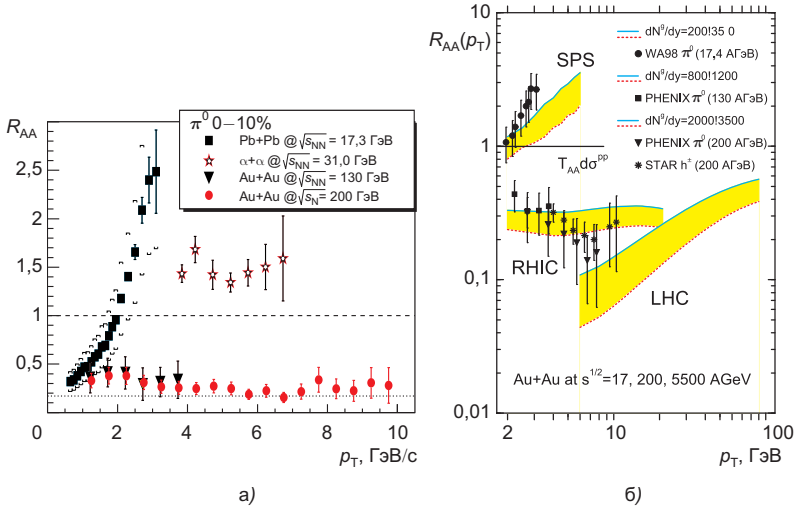 R_AA
2,5
2
1,5
1
0,5
0
2
4
6
8
10
p_T, ГэВ/c
π⁰ 0–10%
Pb+Pb @√s_NN = 17,3 ГэВ
α+α @√s_NN = 31,0 ГэВ
Au+Au @√s_NN = 130 ГэВ
Au+Au @√s_N = 200 ГэВ
а)
R_AA(p_T)
10
1
0,1
0,01
2
10
100
p_T, ГэВ
dN^g/dy=200!35 0
WA98 π⁰ (17,4 АГэВ)
dN^g/dy=800!1200
PHENIX π⁰ (130 АГэВ)
dN^g/dy=2000!3500
PHENIX π⁰ (200 АГэВ)
STAR h^± (200 АГэВ)
SPS
T_AA dσ^pp
RHIC
LHC
Au+Au at s^1/2=17, 200, 5500 AGeV
б)